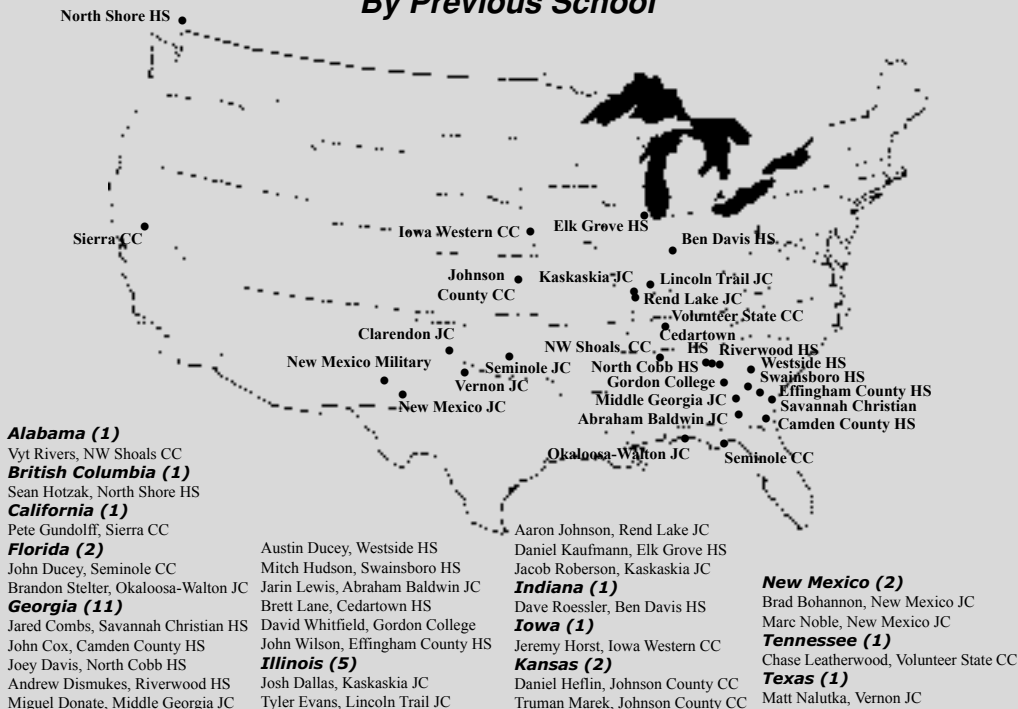 By Previous School
North Shore HS
Sierra CC
Iowa Western CC
Elk Grove HS
Ben Davis HS
Johnson
County CC
Kaskaskia JC
Lincoln Trail JC
Rend Lake JC
Volunteer State CC
Cedartown
HS
Clarendon JC
NW Shoals CC
Riverwood HS
New Mexico Military
Seminole JC
North Cobb HS
Westside HS
Vernon JC
Gordon College
Swainsboro HS
Effingham County HS
New Mexico JC
Middle Georgia JC
Savannah Christian
Abraham Baldwin JC
Camden County HS
Okaloosa-Walton JC
Seminole CC
Alabama (1)
Vyt Rivers, NW Shoals CC
British Columbia (1)
Sean Hotzak, North Shore HS
California (1)
Pete Gundolff, Sierra CC
Florida (2)
John Ducey, Seminole CC
Brandon Stelter, Okaloosa-Walton JC
Georgia (11)
Jared Combs, Savannah Christian HS
John Cox, Camden County HS
Joey Davis, North Cobb HS
Andrew Dismukes, Riverwood HS
Miguel Donate, Middle Georgia JC
Austin Ducey, Westside HS
Mitch Hudson, Swainsboro HS
Jarin Lewis, Abraham Baldwin JC
Brett Lane, Cedartown HS
David Whitfield, Gordon College
John Wilson, Effingham County HS
Illinois (5)
Josh Dallas, Kaskaskia JC
Tyler Evans, Lincoln Trail JC
Aaron Johnson, Rend Lake JC
Daniel Kaufmann, Elk Grove HS
Jacob Roberson, Kaskaskia JC
Indiana (1)
Dave Roessler, Ben Davis HS
Iowa (1)
Jeremy Horst, Iowa Western CC
Kansas (2)
Daniel Heflin, Johnson County CC
Truman Marek, Johnson County CC
New Mexico (2)
Brad Bohannon, New Mexico JC
Marc Noble, New Mexico JC
Tennessee (1)
Chase Leatherwood, Volunteer State CC
Texas (1)
Matt Nalutka, Vernon JC